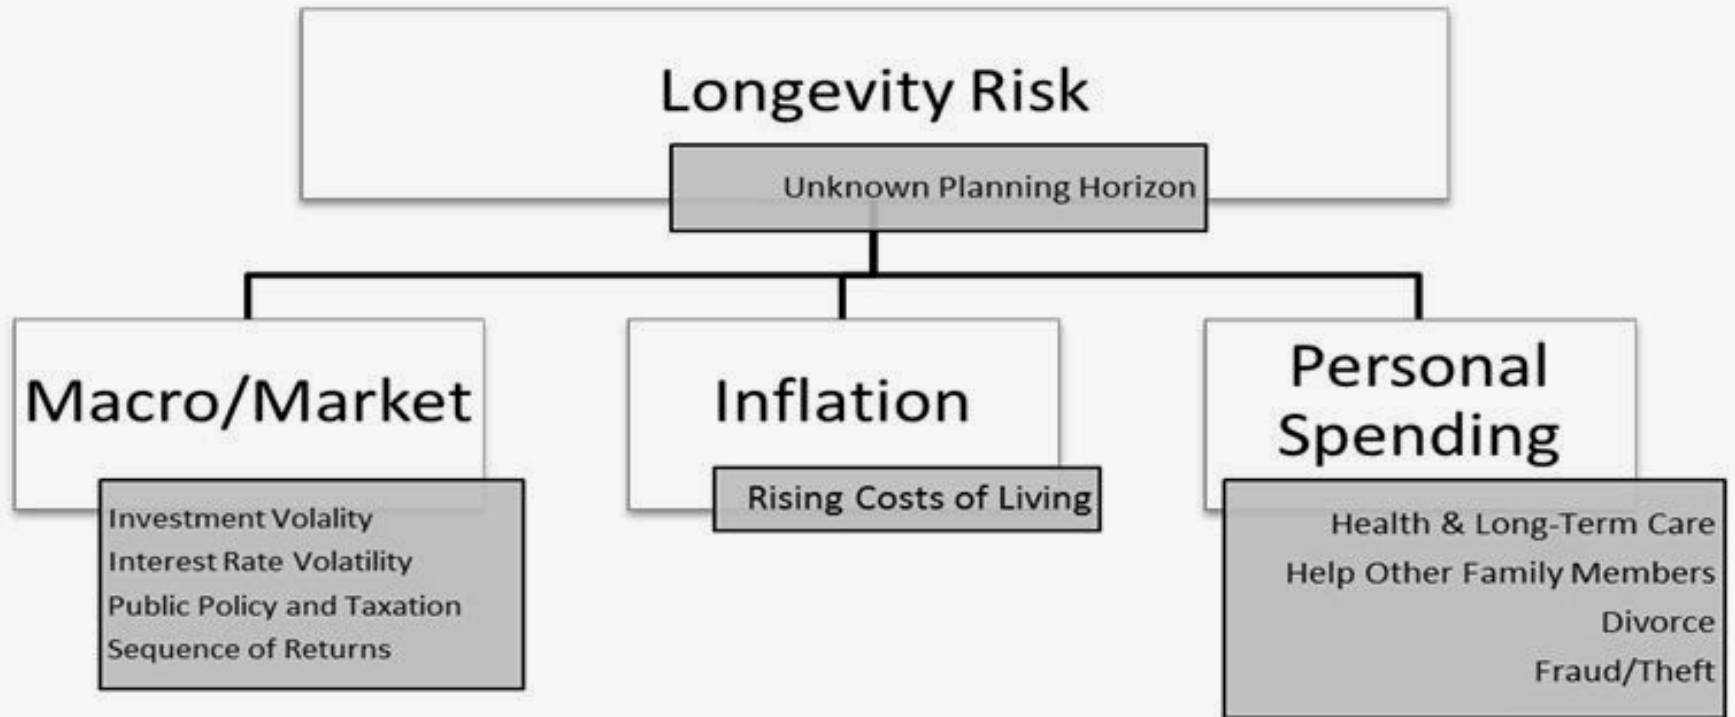 Longevity Risk
Unknown Planning Horizon
Macro/Market
Investment Volality
Interest Rate Volatility
Public Policy and Taxation
Sequence of Returns
Inflation
Rising Costs of Living
Personal
Spending
Health & Long-Term Care
Help Other Family Members
Divorce
Fraud/Theft